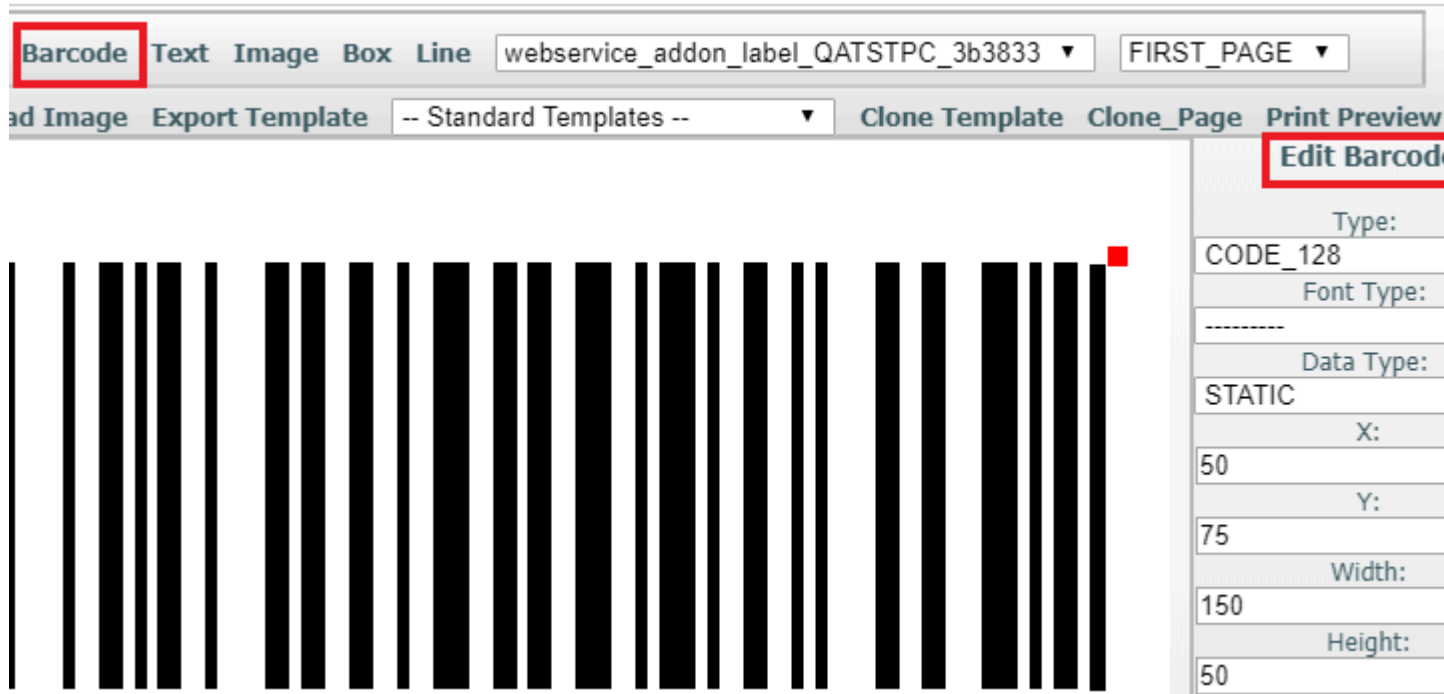 Barcode Text Image Box Line webservice_addon_label_QATSTPC_3b3833 ▼ FIRST_PAGE ▼
ad Image Export Template -- Standard Templates -- ▼ Clone Template Clone_Page Print Preview
Edit Barcode
Type:
CODE_128
Font Type:
---------
Data Type:
STATIC
X:
50
Y:
75
Width:
150
Height:
50